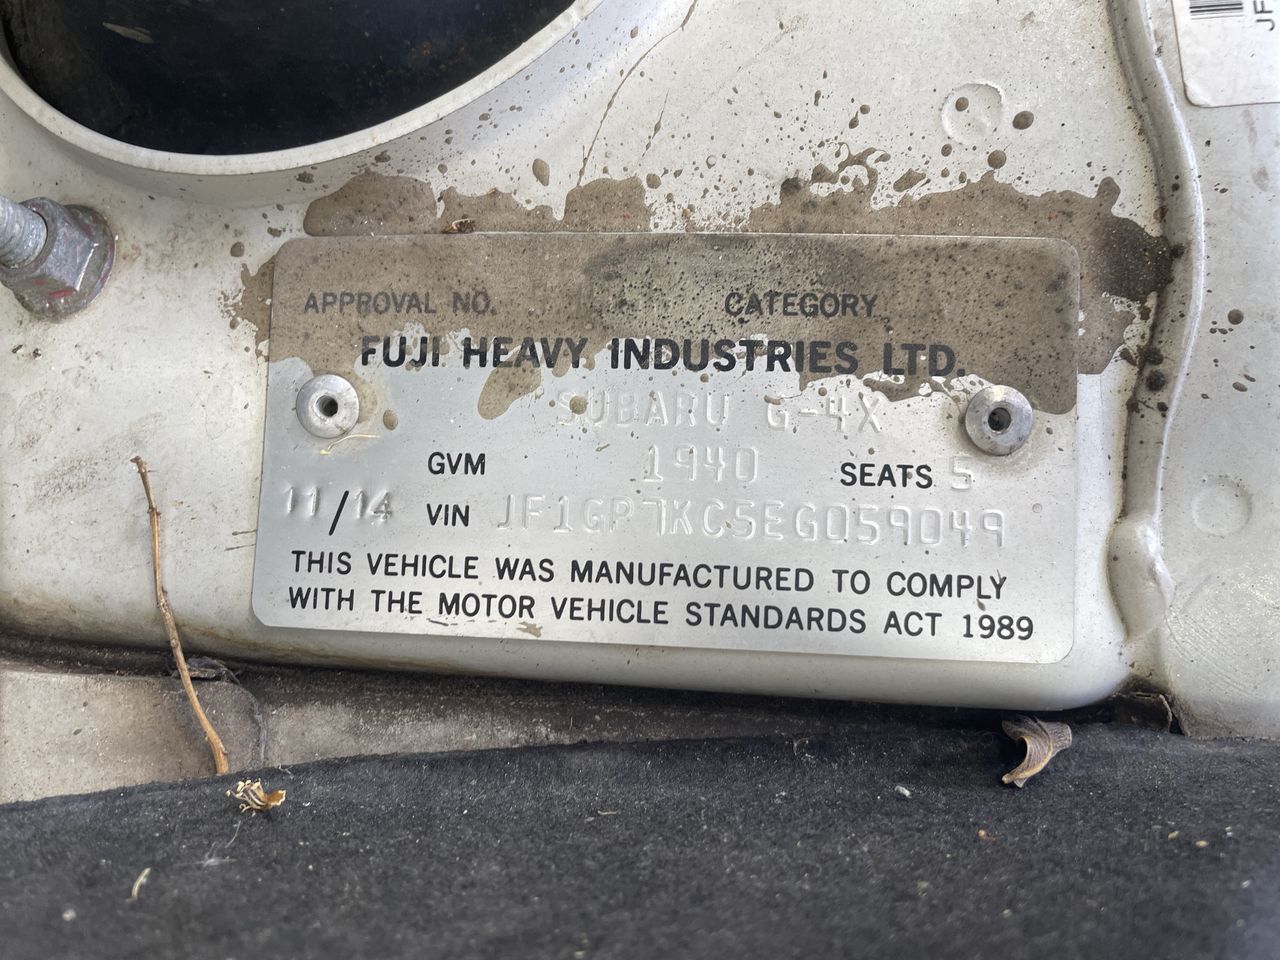 JF
APPROVAL NO. CATEGORY
FUJI HEAVY INDUSTRIES LTD.
SUBARU G-4X
GVM 1940 SEATS 5
11/14 VIN JF1GP7KC5EG059049
THIS VEHICLE WAS MANUFACTURED TO COMPLY
WITH THE MOTOR VEHICLE STANDARDS ACT 1989